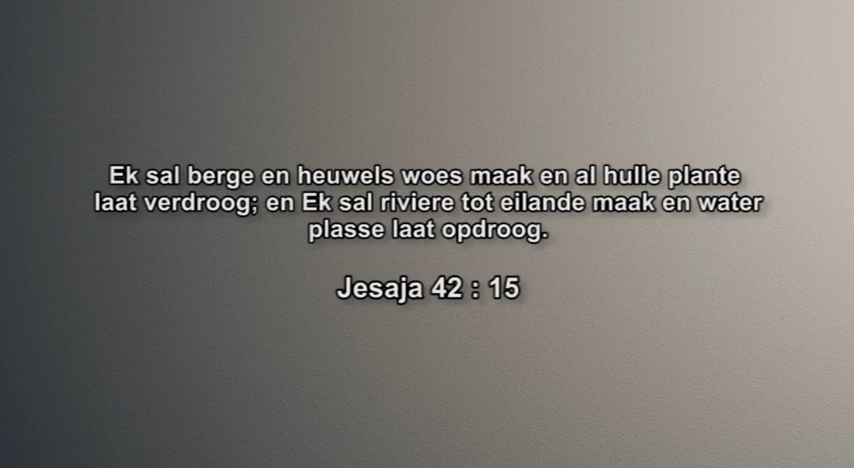 Ek sal berge en heuwels woes maak en al hulle plante
laat verdroog; en Ek sal riviere tot eilande maak en water
plasse laat opdroog.
Jesaja 42 : 15